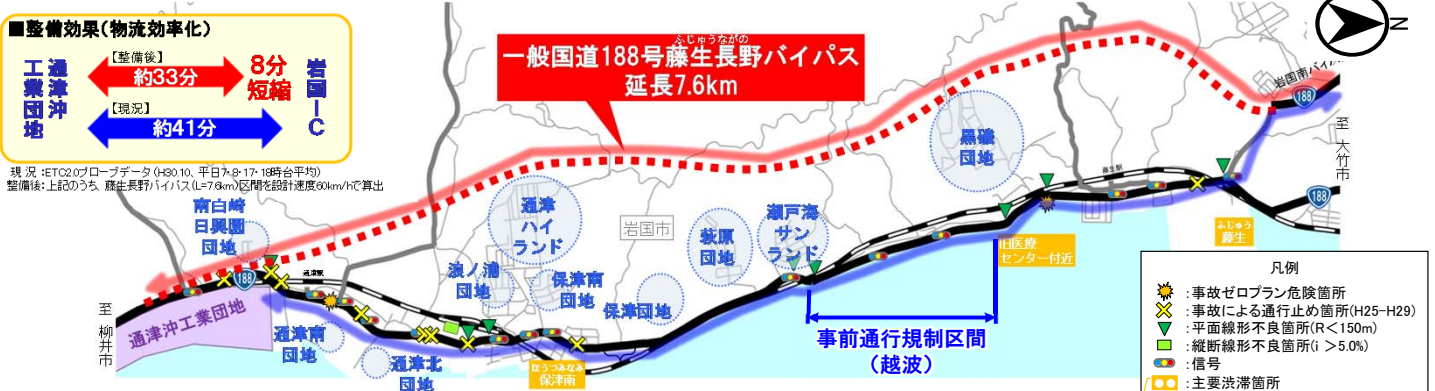 ■整備効果(物流効率化)
通津沖
工業団地
【整備後】
約33分
8分
短縮
【現況】
約41分
岩国IC
現 況:ETC2.0プローブデータ(H30.10、平日7・8・17・18時台平均)
整備後:上記のうち、藤生長野バイパス(L=7.6km)区間を設計速度60km/hで算出
ふじゅうながの
一般国道188号藤生長野バイパス
延長7.6km
N
岩国南バイパス
188
至 大竹市
黒磯
団地
藤生駅
188
ふじゅう
藤生
旧医療
センター付近
南白崎
日興園
団地
通津
ハイ
ランド
岩国市
萩原
団地
瀬戸海
サン
ランド
188
通津駅
浪ノ浦
団地
保津南
団地
保津団地
至 柳井市
通津沖工業団地
通津南
団地
通津北
団地
ほうづみなみ
保津南
事前通行規制区間
(越波)
凡例
:事故ゼロプラン危険箇所
:事故による通行止め箇所(H25-H29)
:平面線形不良箇所(R<150m)
:縦断線形不良箇所(i >5.0%)
:信号
:主要渋滞箇所